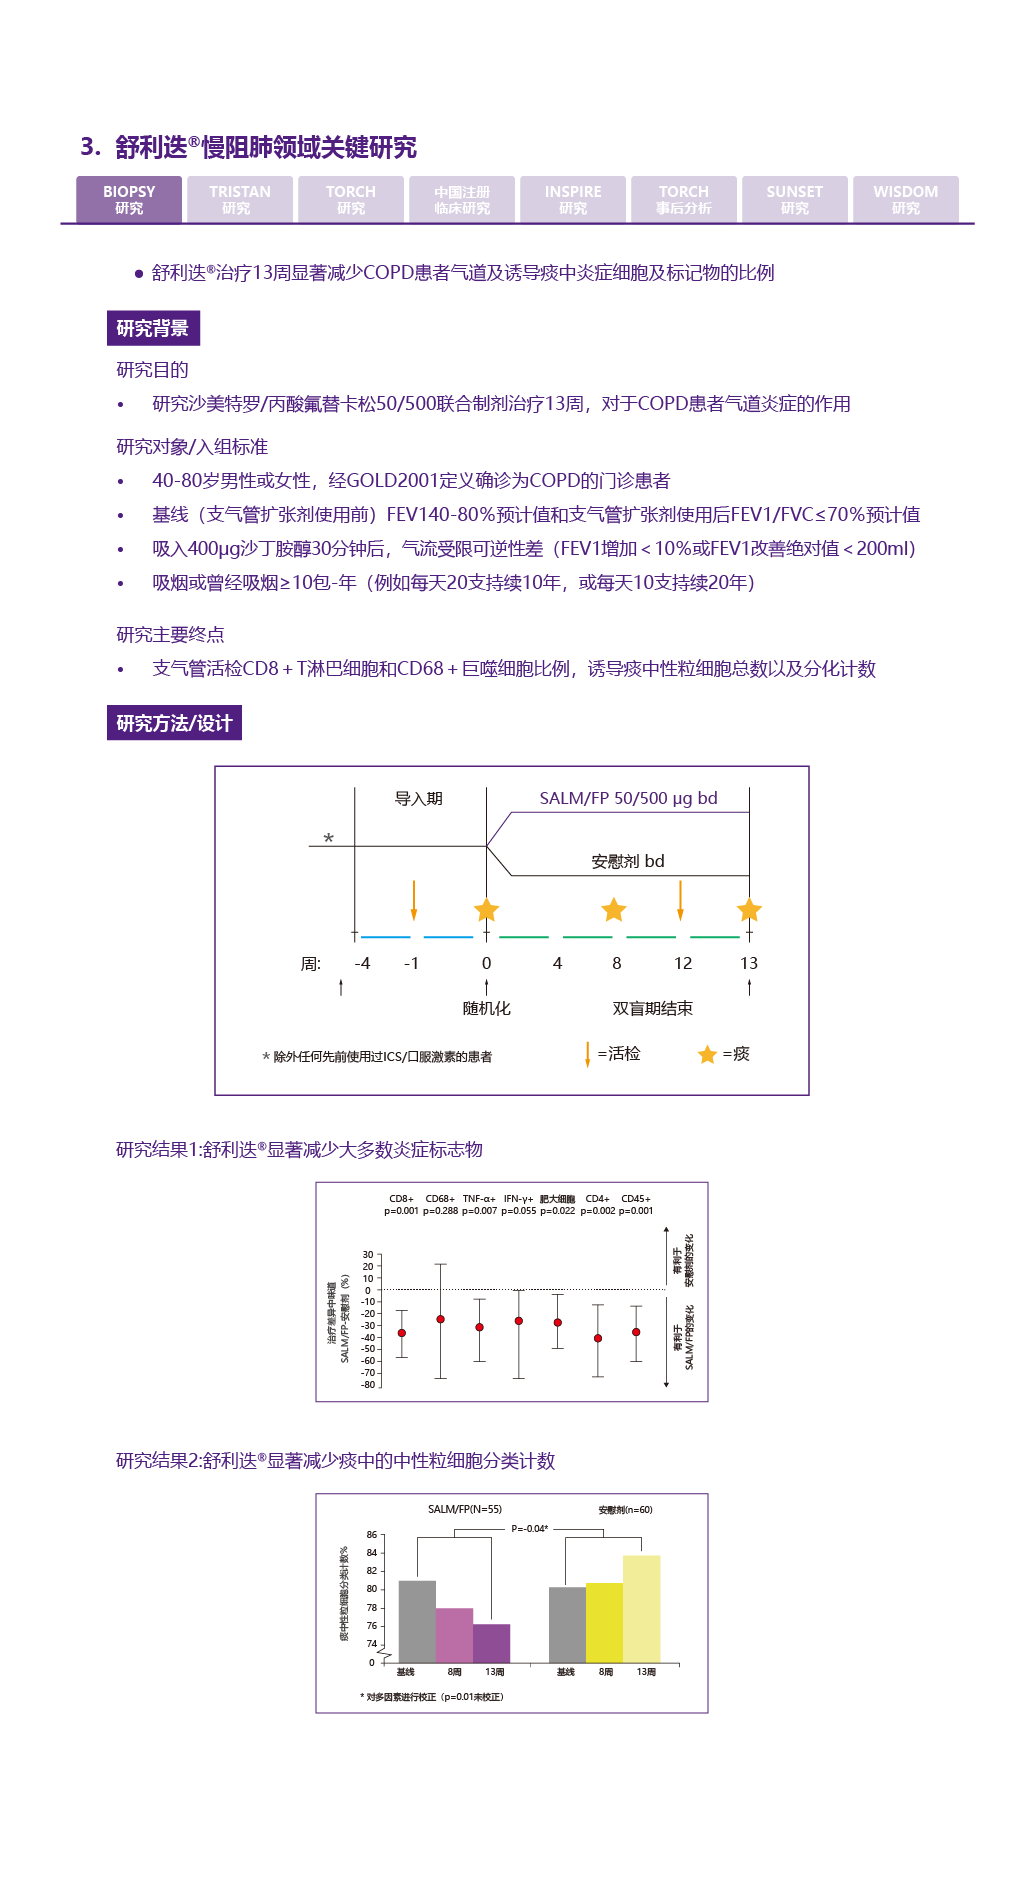 3. 舒利迭®慢阻肺领域关键研究
BIOPSY
研究
TRISTAN
研究
TORCH
研究
中国注册
临床研究
INSPIRE
研究
TORCH
事后分析
SUNSET
研究
WISDOM
研究
● 舒利迭®治疗13周显著减少COPD患者气道及诱导痰中炎症细胞及标记物的比例
研究背景
研究目的
• 研究沙美特罗/丙酸氟替卡松50/500联合制剂治疗13周，对于COPD患者气道炎症的作用
研究对象/入组标准
• 40-80岁男性或女性，经GOLD2001定义确诊为COPD的门诊患者
• 基线（支气管扩张剂使用前）FEV140-80%预计值和支气管扩张剂使用后FEV1/FVC≤70%预计值
• 吸入400μg沙丁胺醇30分钟后，气流受限可逆性差（FEV1增加＜10%或FEV1改善绝对值＜200ml）
• 吸烟或曾经吸烟≥10包-年（例如每天20支持续10年，或每天10支持续20年）
研究主要终点
• 支气管活检CD8＋T淋巴细胞和CD68＋巨噬细胞比例，诱导痰中性粒细胞总数以及分化计数
研究方法/设计
导入期
SALM/FP 50/500 μg bd
*
安慰剂 bd
周: -4 -1 0 4 8 12 13
随机化
双盲期结束
* 除外任何先前使用过ICS/口服激素的患者
=活检
=痰
研究结果1:舒利迭®显著减少大多数炎症标志物
CD8+ CD68+ TNF-α+ IFN-γ+ 肥大细胞 CD4+ CD45+
p=0.001 p=0.288 p=0.007 p=0.055 p=0.022 p=0.002 p=0.001
30
20
10
0
-10
-20
-30
-40
-50
-60
-70
-80
治疗差异中味道
SALM/FP-安慰剂（%）
有利于
安慰剂的变化
有利于
SALM/FP的变化
研究结果2:舒利迭®显著减少痰中的中性粒细胞分类计数
SALM/FP(N=55)
安慰剂(n=60)
P=-0.04*
86
84
82
80
78
76
74
0
痰中性粒细胞分类计数%
基线 8周 13周 基线 8周 13周
* 对多因素进行校正（p=0.01未校正）